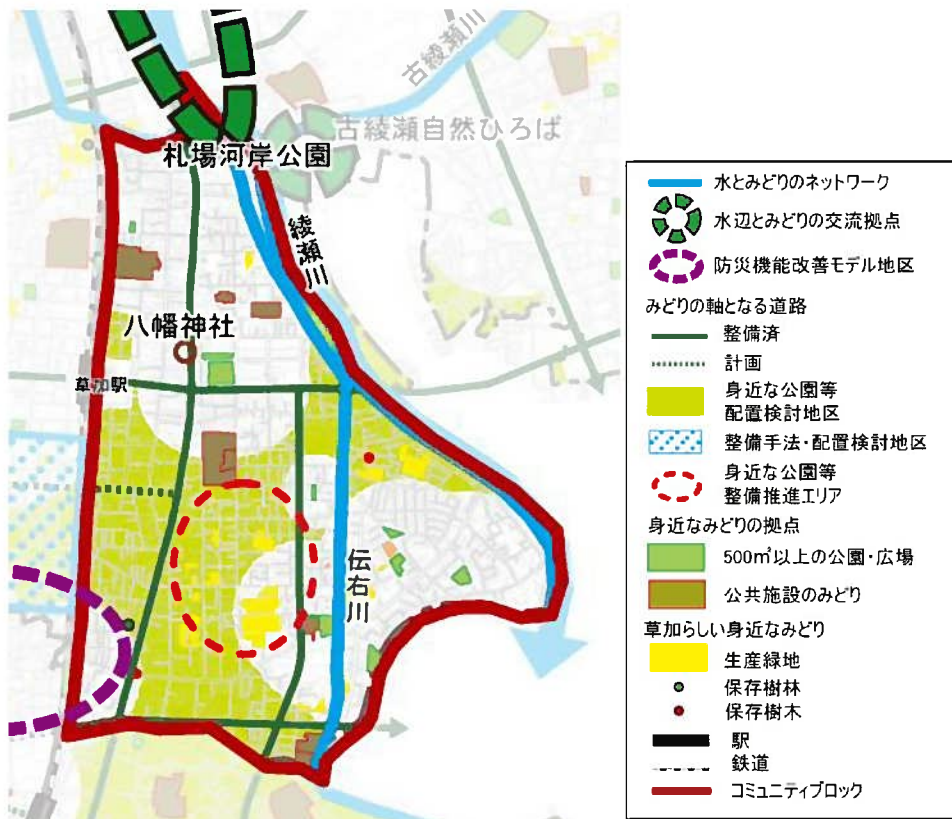 古綾瀬川
古綾瀬自然ひろば
札場河岸公園
綾瀬川
八幡神社
草加駅
伝右川
水とみどりのネットワーク
水辺とみどりの交流拠点
防災機能改善モデル地区
みどりの軸となる道路
整備済
計画
身近な公園等
配置検討地区
整備手法・配置検討地区
身近な公園等
整備推進エリア
身近なみどりの拠点
500㎡以上の公園・広場
公共施設のみどり
草加らしい身近なみどり
生産緑地
保存樹林
保存樹木
駅
鉄道
コミュニティブロック